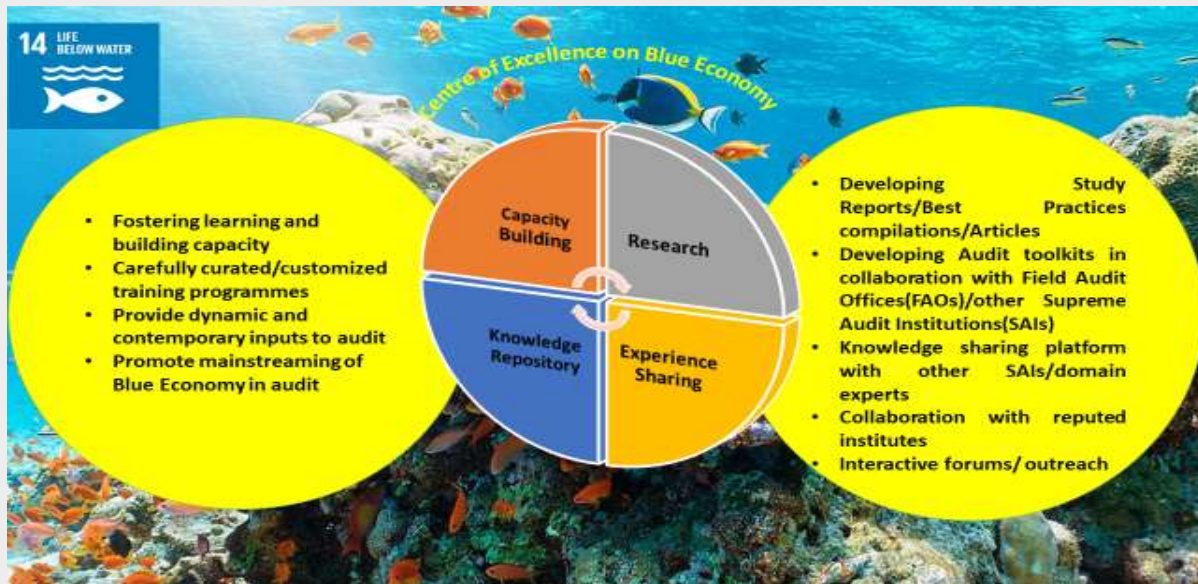 14 LIFE
BELOW WATER
Centre of Excellence on Blue Economy
• Fostering learning and
building capacity
• Carefully curated/customized
training programmes
• Provide dynamic and
contemporary inputs to audit
• Promote mainstreaming of
Blue Economy in audit
Capacity
Building
Research
Knowledge
Repository
Experience
Sharing
• Developing Study
Reports/Best Practices
compilations/Articles
• Developing Audit toolkits in
collaboration with Field Audit
Offices(FAOs)/other Supreme
Audit Institutions(SAIs)
• Knowledge sharing platform
with other SAIs/domain
experts
• Collaboration with reputed
institutes
• Interactive forums/ outreach